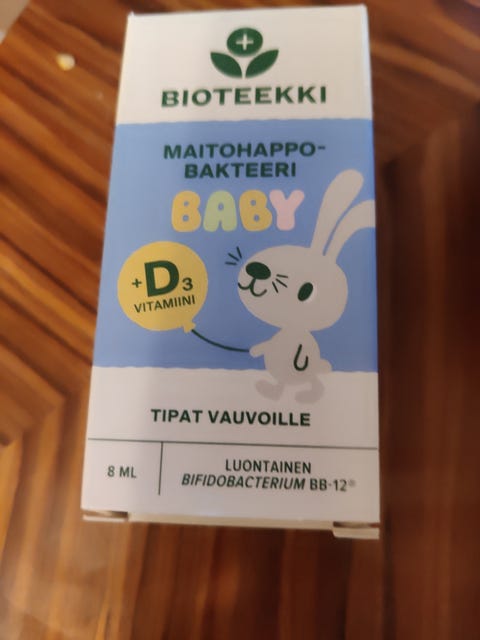 BIOTEEKKI
MAITOHAPPO-
BAKTEERI
BABY
+D3
VITAMIINI
TIPAT VAUVOILLE
8 ML
LUONTAINEN
BIFIDOBACTERIUM BB-12®